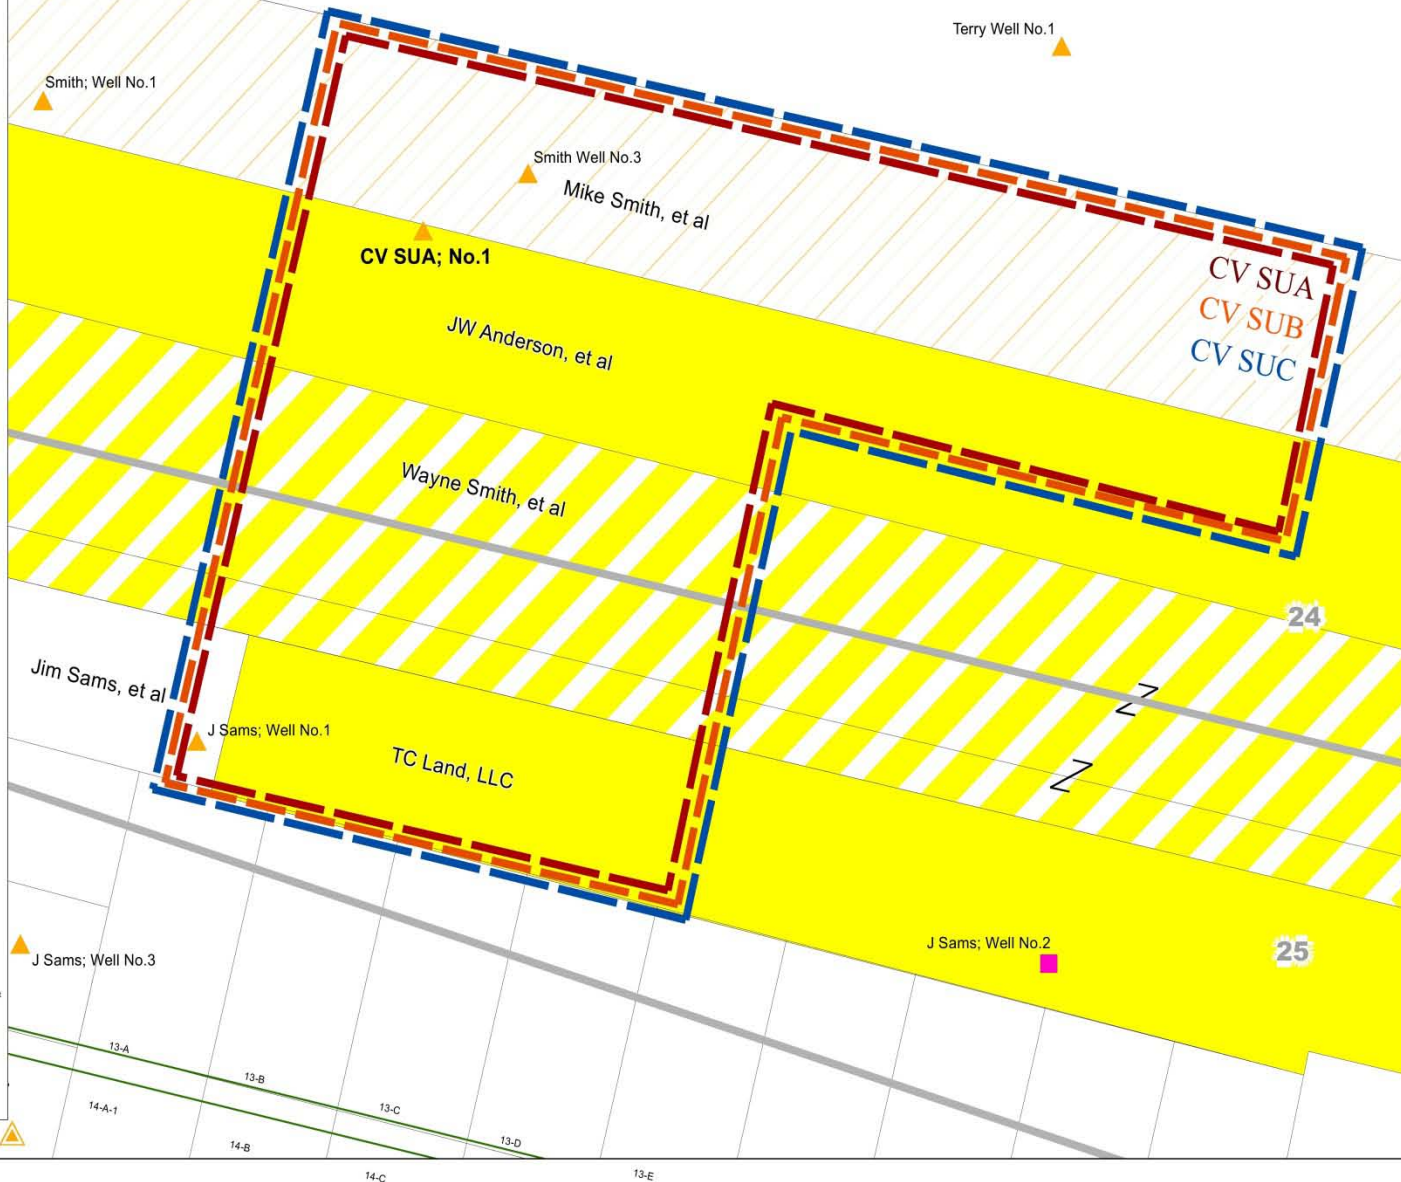 Terry Well No.1
Smith; Well No.1
Smith Well No.3
Mike Smith, et al
CV SUA; No.1
CV SUA
CV SUB
CV SUC
JW Anderson, et al
Wayne Smith, et al
24
Jim Sams, et al
Z
J Sams; Well No.1
TC Land, LLC
Z
J Sams; Well No.2
25
J Sams; Well No.3
13-A
13-B
13-C
13-D
14-A-1
14-B
14-C
13-E